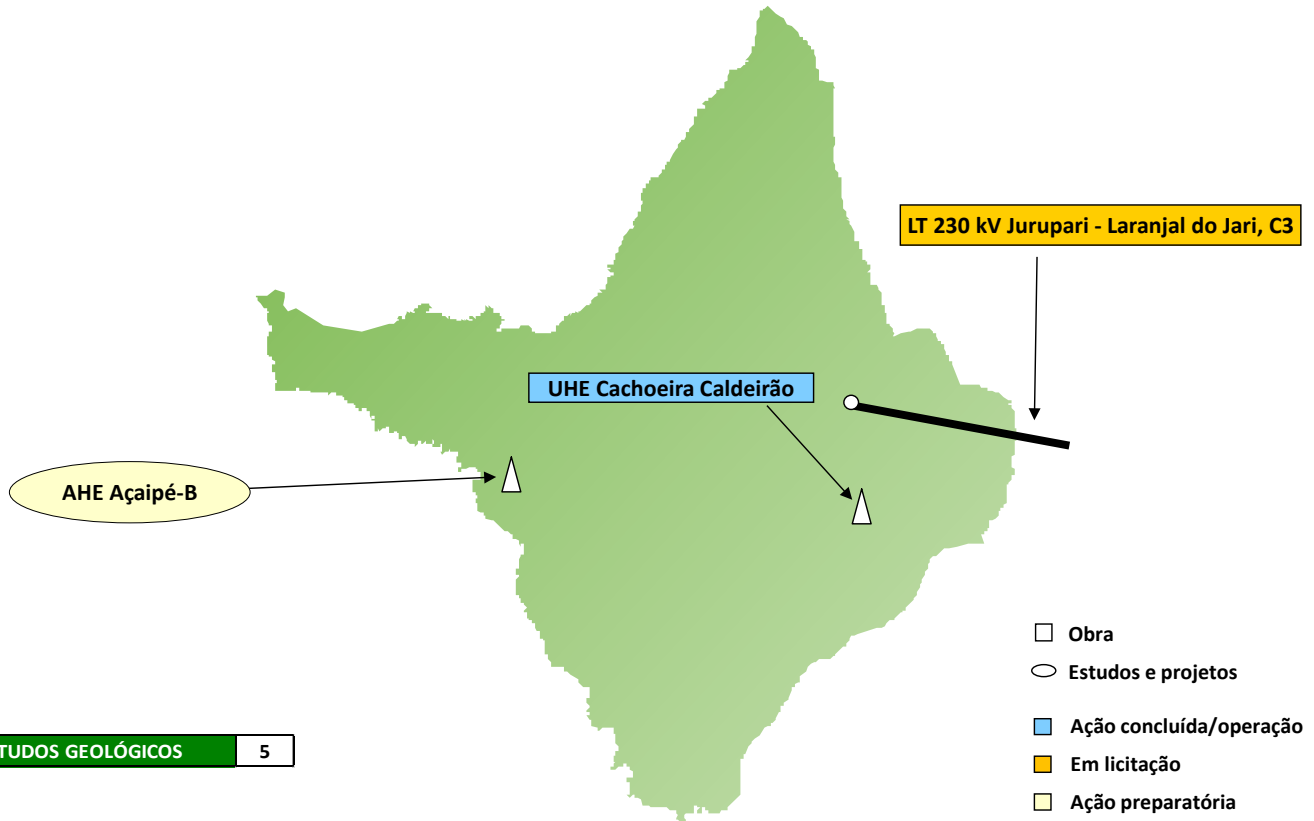 LT 230 kV Jurupari - Laranjal do Jari, C3
UHE Cachoeira Caldeirão
AHE Açaipé-B
Obra
Estudos e projetos
TUDOS GEOLÓGICOS 5
Ação concluída/operação
Em licitação
Ação preparatória